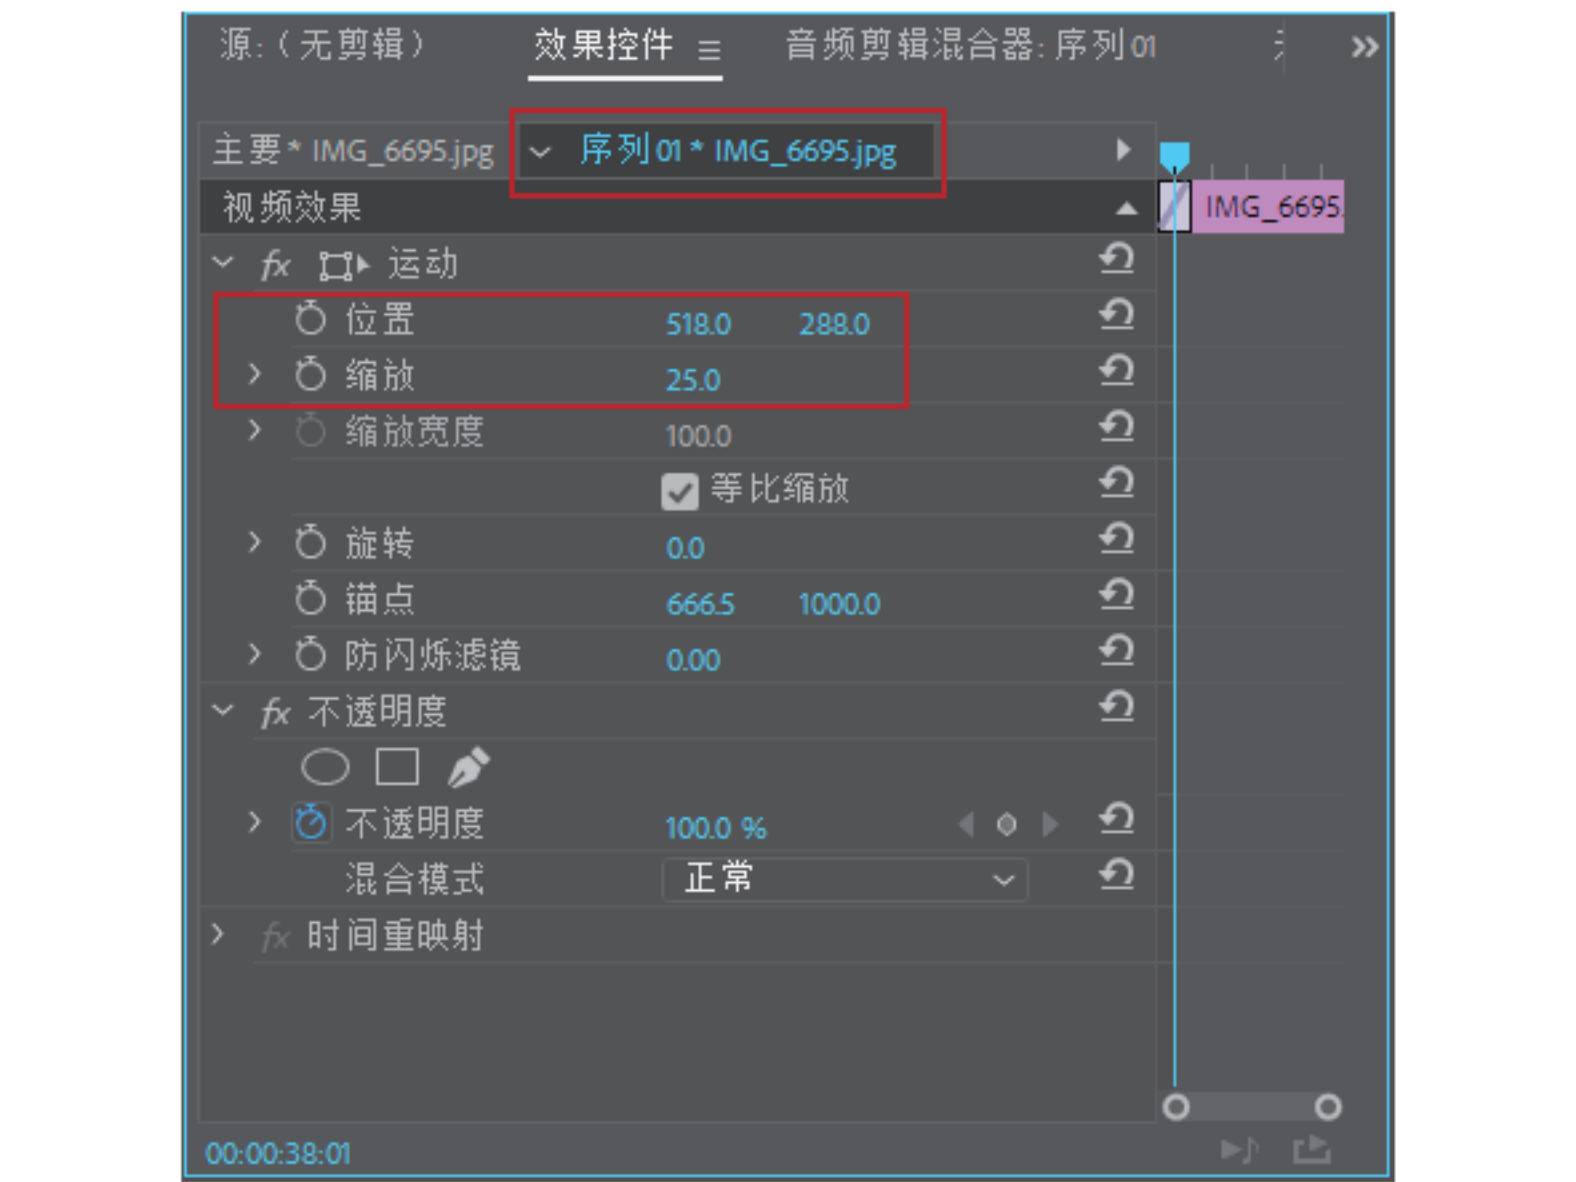 源:（无剪辑） 效果控件 音频剪辑混合器: 序列 01
主要* IMG_6695.jpg 序列 01 * IMG_6695.jpg
视频效果 IMG_6695.
fx 运动
位置 518.0 288.0
缩放 25.0
缩放宽度 100.0
等比缩放
旋转 0.0
锚点 666.5 1000.0
防闪烁滤镜 0.00
fx 不透明度
不透明度 100.0 %
混合模式 正常
fx 时间重映射
00:00:38:01